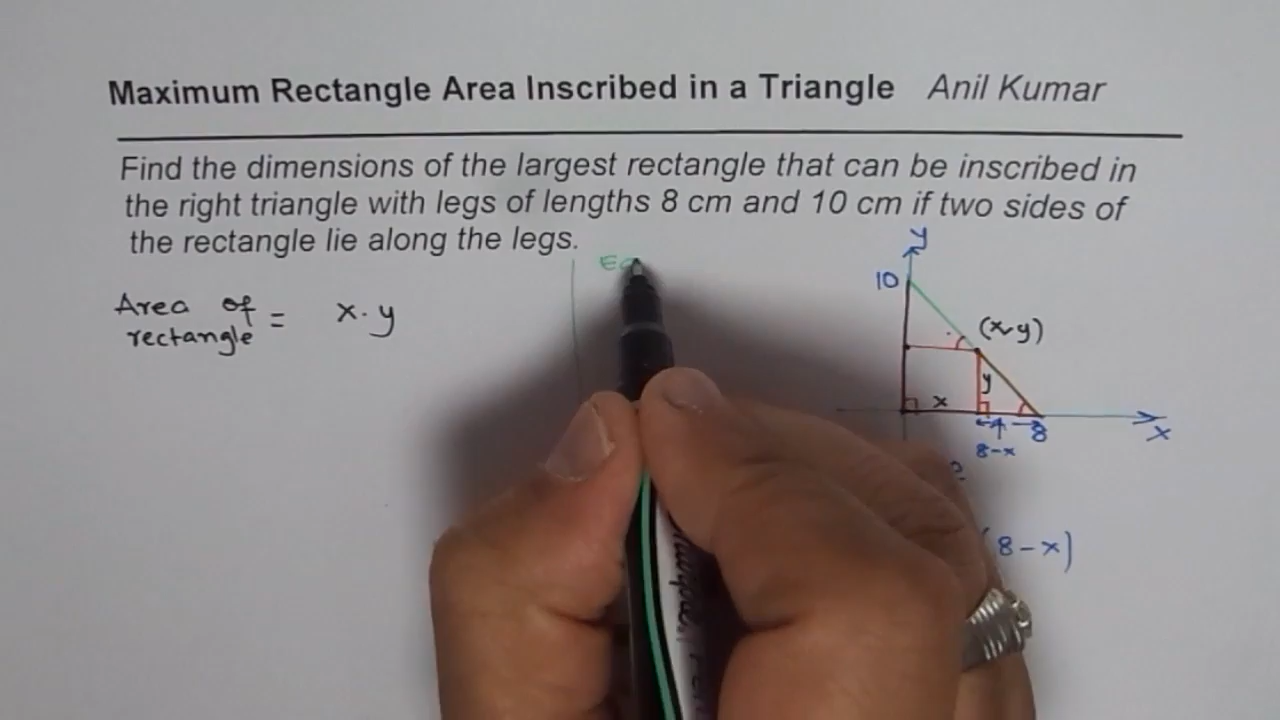 Maximum Rectangle Area Inscribed in a Triangle Anil Kumar
Find the dimensions of the largest rectangle that can be inscribed in
the right triangle with legs of lengths 8 cm and 10 cm if two sides of
the rectangle lie along the legs.
Area of
rectangle = x·y
y
10
(x,y)
y
x
8
x
8-x
(8-x)